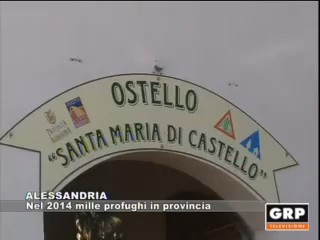 OSTELLO
"SANTA MARIA DI CASTELLO"
ALESSANDRIA
Nel 2014 mille profughi in provincia
GRP
TELEVISIONE